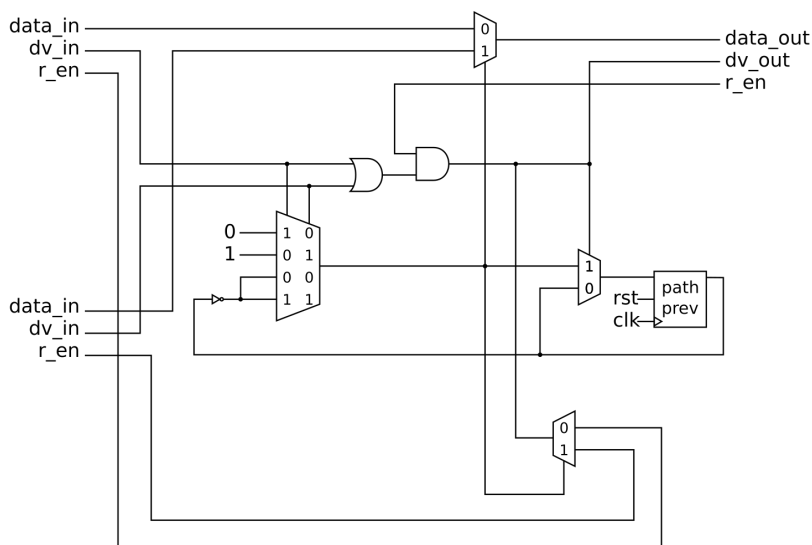 data_in
dv_in
r_en
0
1
data_out
dv_out
r_en
0
1
1 0
0 1
0 0
1 1
1
0
path
prev
rst
clk
data_in
dv_in
r_en
0
1